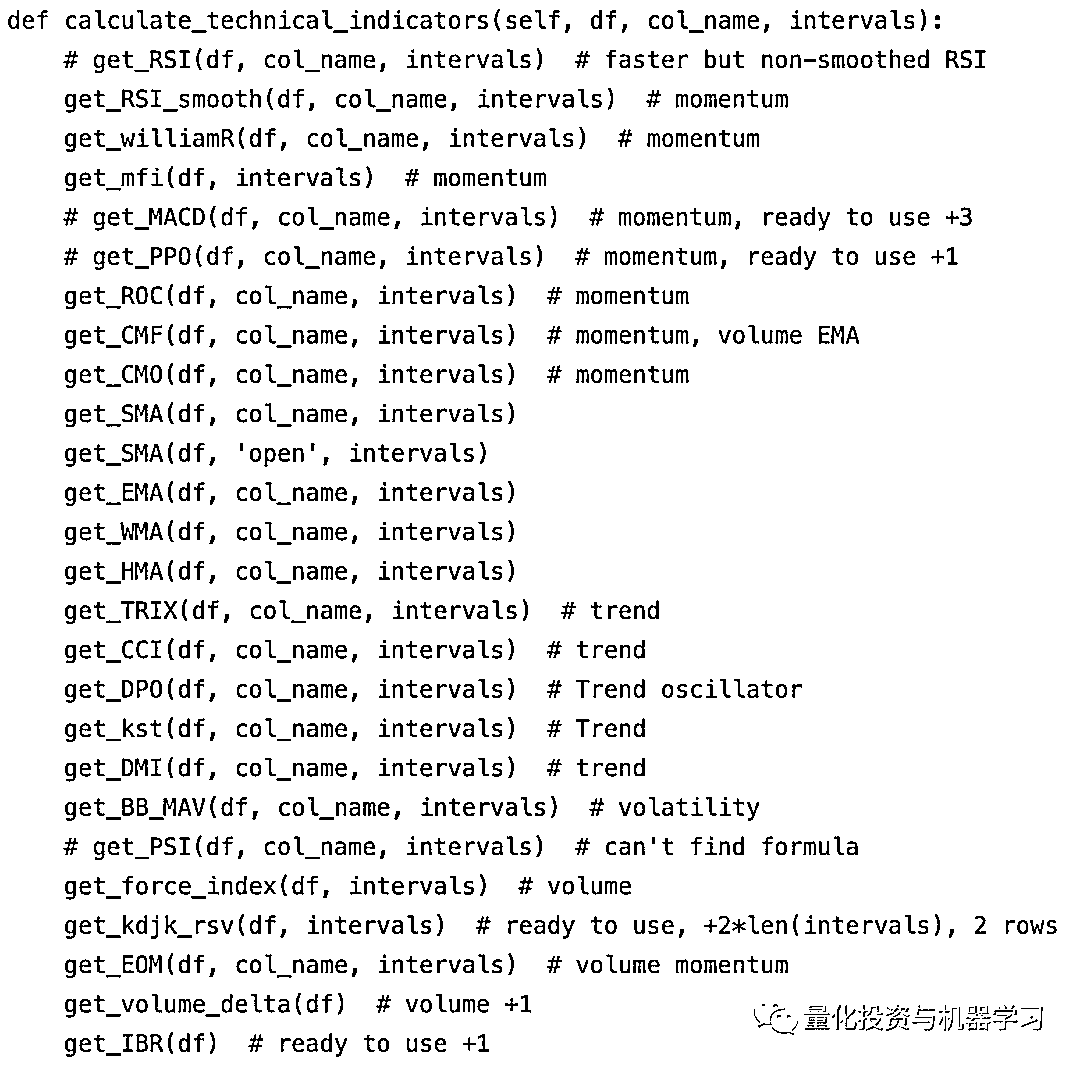 def calculate_technical_indicators(self, df, col_name, intervals):
    # get_RSI(df, col_name, intervals)  # faster but non-smoothed RSI
    get_RSI_smooth(df, col_name, intervals)  # momentum
    get_williamR(df, col_name, intervals)  # momentum
    get_mfi(df, intervals)  # momentum
    # get_MACD(df, col_name, intervals)  # momentum, ready to use +3
    # get_PPO(df, col_name, intervals)  # momentum, ready to use +1
    get_ROC(df, col_name, intervals)  # momentum
    get_CMF(df, col_name, intervals)  # momentum, volume EMA
    get_CMO(df, col_name, intervals)  # momentum
    get_SMA(df, col_name, intervals)
    get_SMA(df, 'open', intervals)
    get_EMA(df, col_name, intervals)
    get_WMA(df, col_name, intervals)
    get_HMA(df, col_name, intervals)
    get_TRIX(df, col_name, intervals)  # trend
    get_CCI(df, col_name, intervals)  # trend
    get_DPO(df, col_name, intervals)  # Trend oscillator
    get_kst(df, col_name, intervals)  # Trend
    get_DMI(df, col_name, intervals)  # trend
    get_BB_MAV(df, col_name, intervals)  # volatility
    # get_PSI(df, col_name, intervals)  # can't find formula
    get_force_index(df, intervals)  # volume
    get_kdjk_rsv(df, intervals)  # ready to use, +2*len(intervals), 2 rows
    get_EOM(df, col_name, intervals)  # volume momentum
    get_volume_delta(df)  # volume +1
    get_IBR(df)  # ready to use +1
量化投资与机器学习